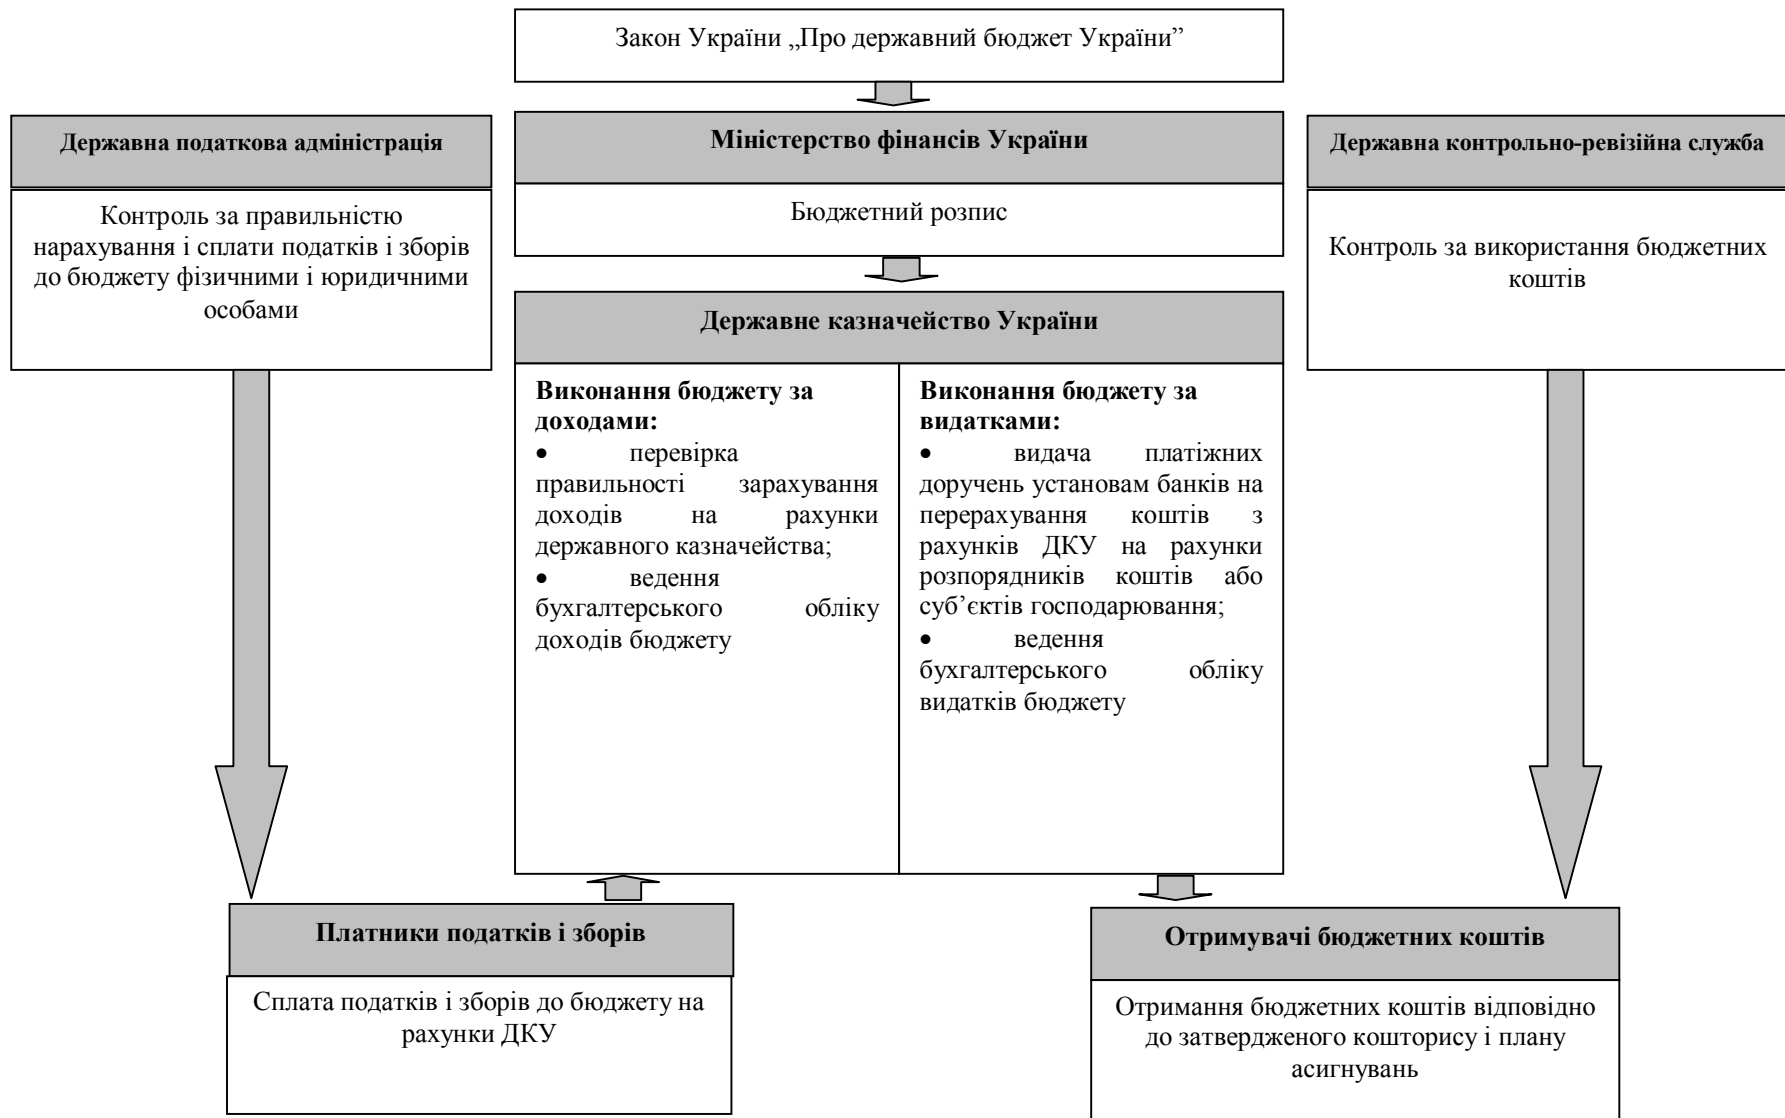 Закон України „Про державний бюджет України”
Державна податкова адміністрація
Контроль за правильністю
нарахування і сплати податків і зборів
до бюджету фізичними і юридичними
особами
Міністерство фінансів України
Бюджетний розпис
Державна контрольно-ревізійна служба
Контроль за використання бюджетних
коштів
Державне казначейство України
Виконання бюджету за
доходами:
• перевірка
правильності зарахування
доходів на рахунки
державного казначейства;
• ведення
бухгалтерського обліку
доходів бюджету
Виконання бюджету за
видатками:
• видача платіжних
доручень установам банків на
перерахування коштів з
рахунків ДКУ на рахунки
розпорядників коштів або
суб’єктів господарювання;
• ведення
бухгалтерського обліку
видатків бюджету
Платники податків і зборів
Сплата податків і зборів до бюджету на
рахунки ДКУ
Отримувачі бюджетних коштів
Отримання бюджетних коштів відповідно
до затвердженого кошторису і плану
асигнувань